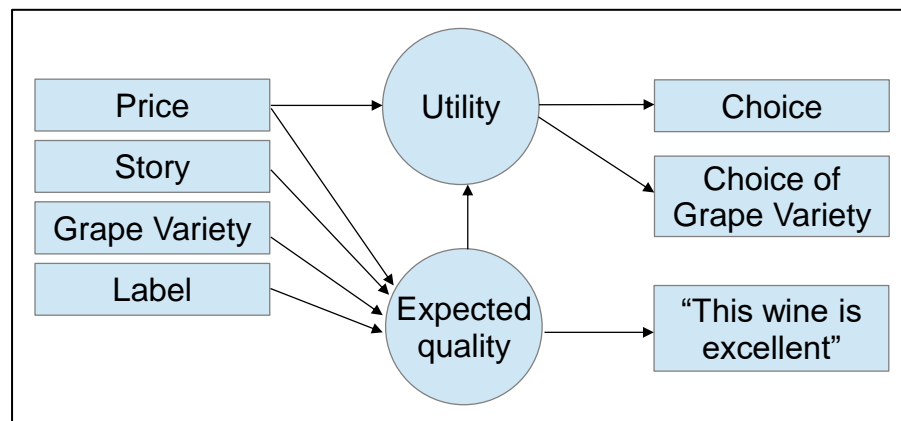 Price
Story
Grape Variety
Label
Utility
Expected
quality
Choice
Choice of
Grape Variety
“This wine is
excellent”